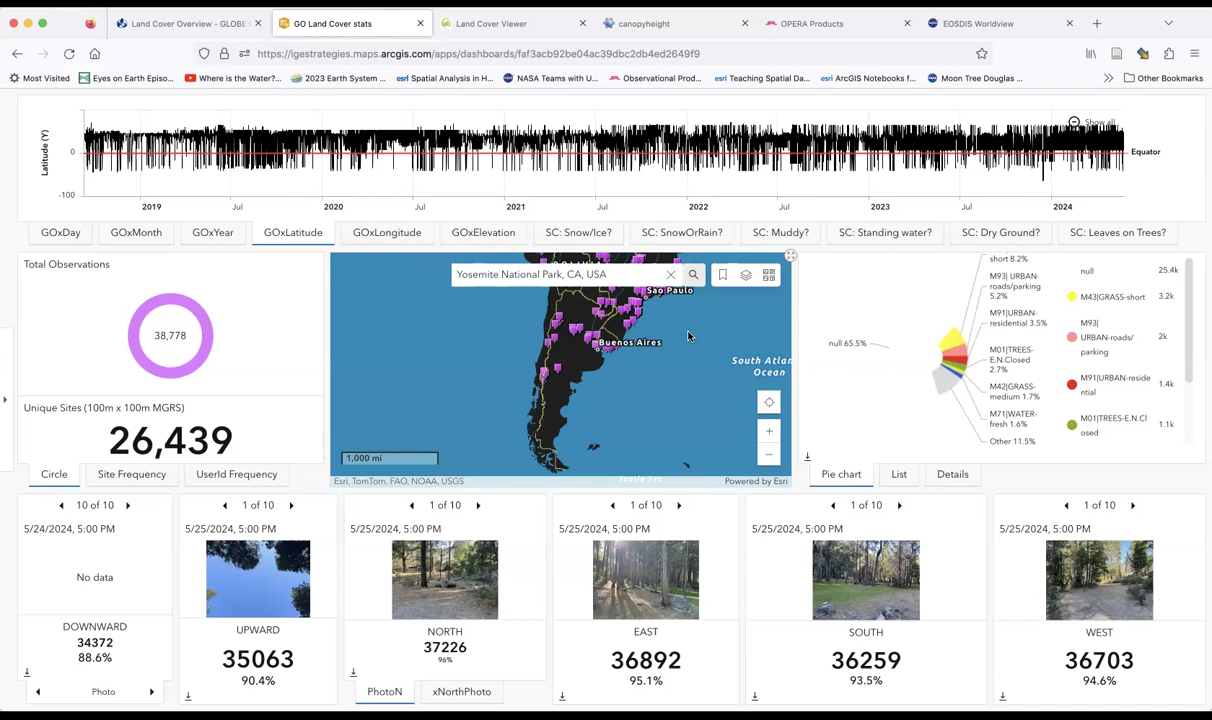 Land Cover Overview - GLOBE
GO Land Cover stats
Land Cover Viewer
canopyheight
OPERA Products
EOSDIS Worldview
https://igestrategies.maps.arcgis.com/apps/dashboards/faf3acb92be04ac39dbc2db4ed2649f9
Most Visited
Eyes on Earth Episo...
Where is the Water?...
2023 Earth System ...
esri Spatial Analysis in H...
NASA Teams with U...
Observational Prod...
esri Teaching Spatial Da...
esri ArcGIS Notebooks f...
Moon Tree Douglas ...
Other Bookmarks
Show all
Latitude (Y)
0
-100
Equator
2019
Jul
2020
Jul
2021
Jul
2022
Jul
2023
Jul
2024
GOxDay
GOxMonth
GOxYear
GOxLatitude
GOxLongitude
GOxElevation
SC: Snow/Ice?
SC: SnowOrRain?
SC: Muddy?
SC: Standing water?
SC: Dry Ground?
SC: Leaves on Trees?
Total Observations
38,778
Unique Sites (100m x 100m MGRS)
26,439
Circle
Site Frequency
UserId Frequency
Yosemite National Park, CA, USA
BOLIVIA
Sao Paulo
Buenos Aires
South Atlan
Ocean
Scotia Sea
1,000 mi
Esri, TomTom, FAO, NOAA, USGS
Powered by Esri
short 8.2%
M93| URBAN-
roads/parking
5.2%
M91|URBAN-
residential 3.5%
M01|TREES-
E.N.Closed
2.7%
M42|GRASS-
medium 1.7%
M71|WATER-
fresh 1.6%
Other 11.5%
null 65.5%
null
25.4k
M43|GRASS-short
3.2k
M93|
URBAN-roads/
parking
2k
M91|URBAN-reside
ntial
1.4k
M01|TREES-E.N.Cl
osed
1.1k
Pie chart
List
Details
10 of 10
5/24/2024, 5:00 PM
No data
DOWNWARD
34372
88.6%
Photo
1 of 10
5/25/2024, 5:00 PM
UPWARD
35063
90.4%
1 of 10
5/25/2024, 5:00 PM
NORTH
37226
96%
PhotoN
xNorthPhoto
1 of 10
5/25/2024, 5:00 PM
EAST
36892
95.1%
1 of 10
5/25/2024, 5:00 PM
SOUTH
36259
93.5%
1 of 10
5/25/2024, 5:00 PM
WEST
36703
94.6%